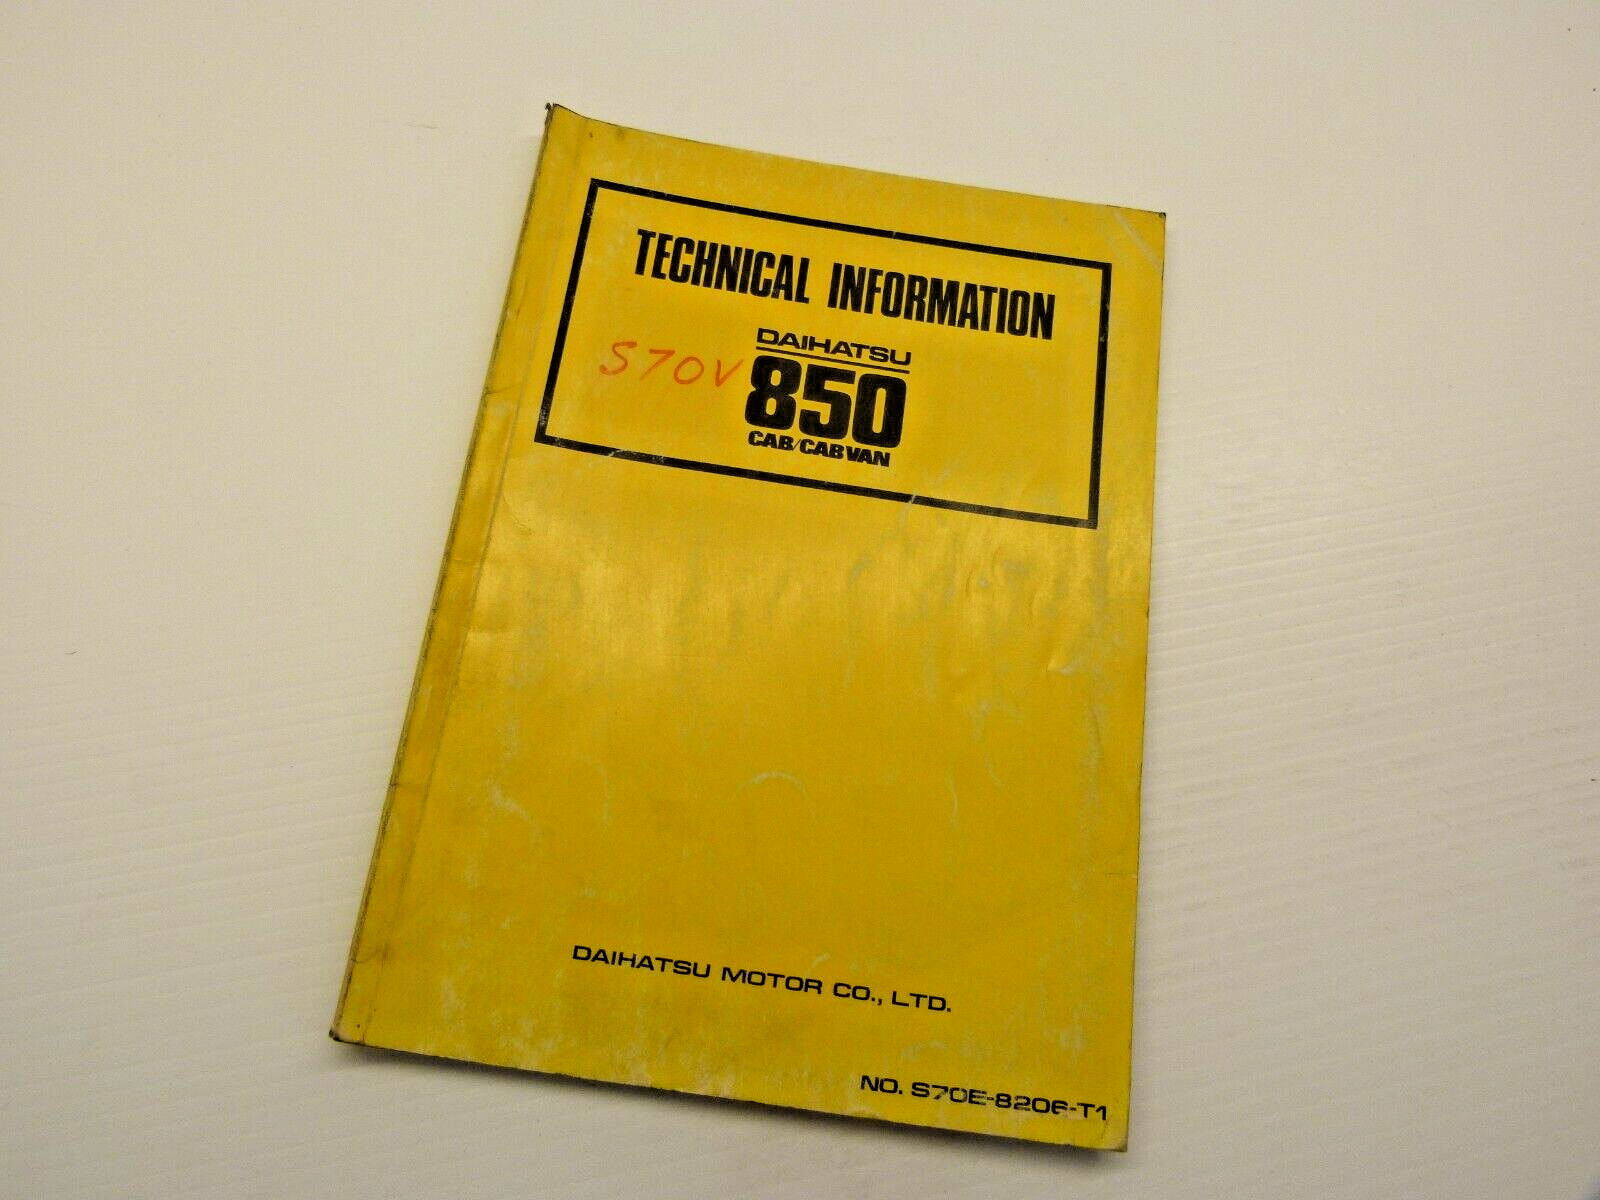 TECHNICAL INFORMATION
DAIHATSU
S70V 850
CAB/CAB VAN
DAIHATSU MOTOR CO., LTD.
NO. S70E-8206-T1